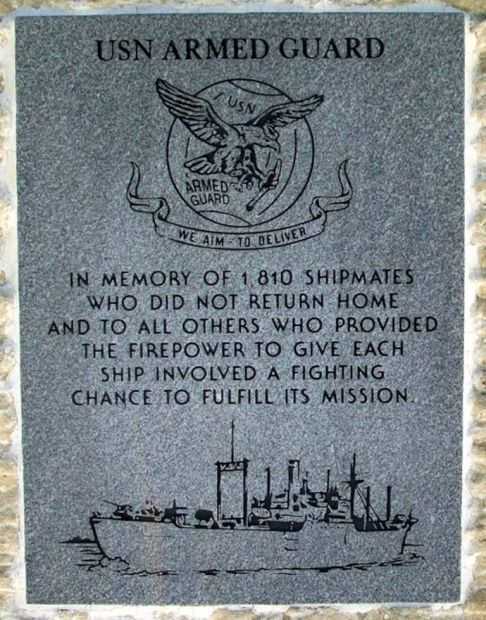 USN ARMED GUARD
USN
ARMED
GUARD
WE AIM - TO DELIVER
IN MEMORY OF 1,810 SHIPMATES
WHO DID NOT RETURN HOME
AND TO ALL OTHERS WHO PROVIDED
THE FIREPOWER TO GIVE EACH
SHIP INVOLVED A FIGHTING
CHANCE TO FULFILL ITS MISSION.